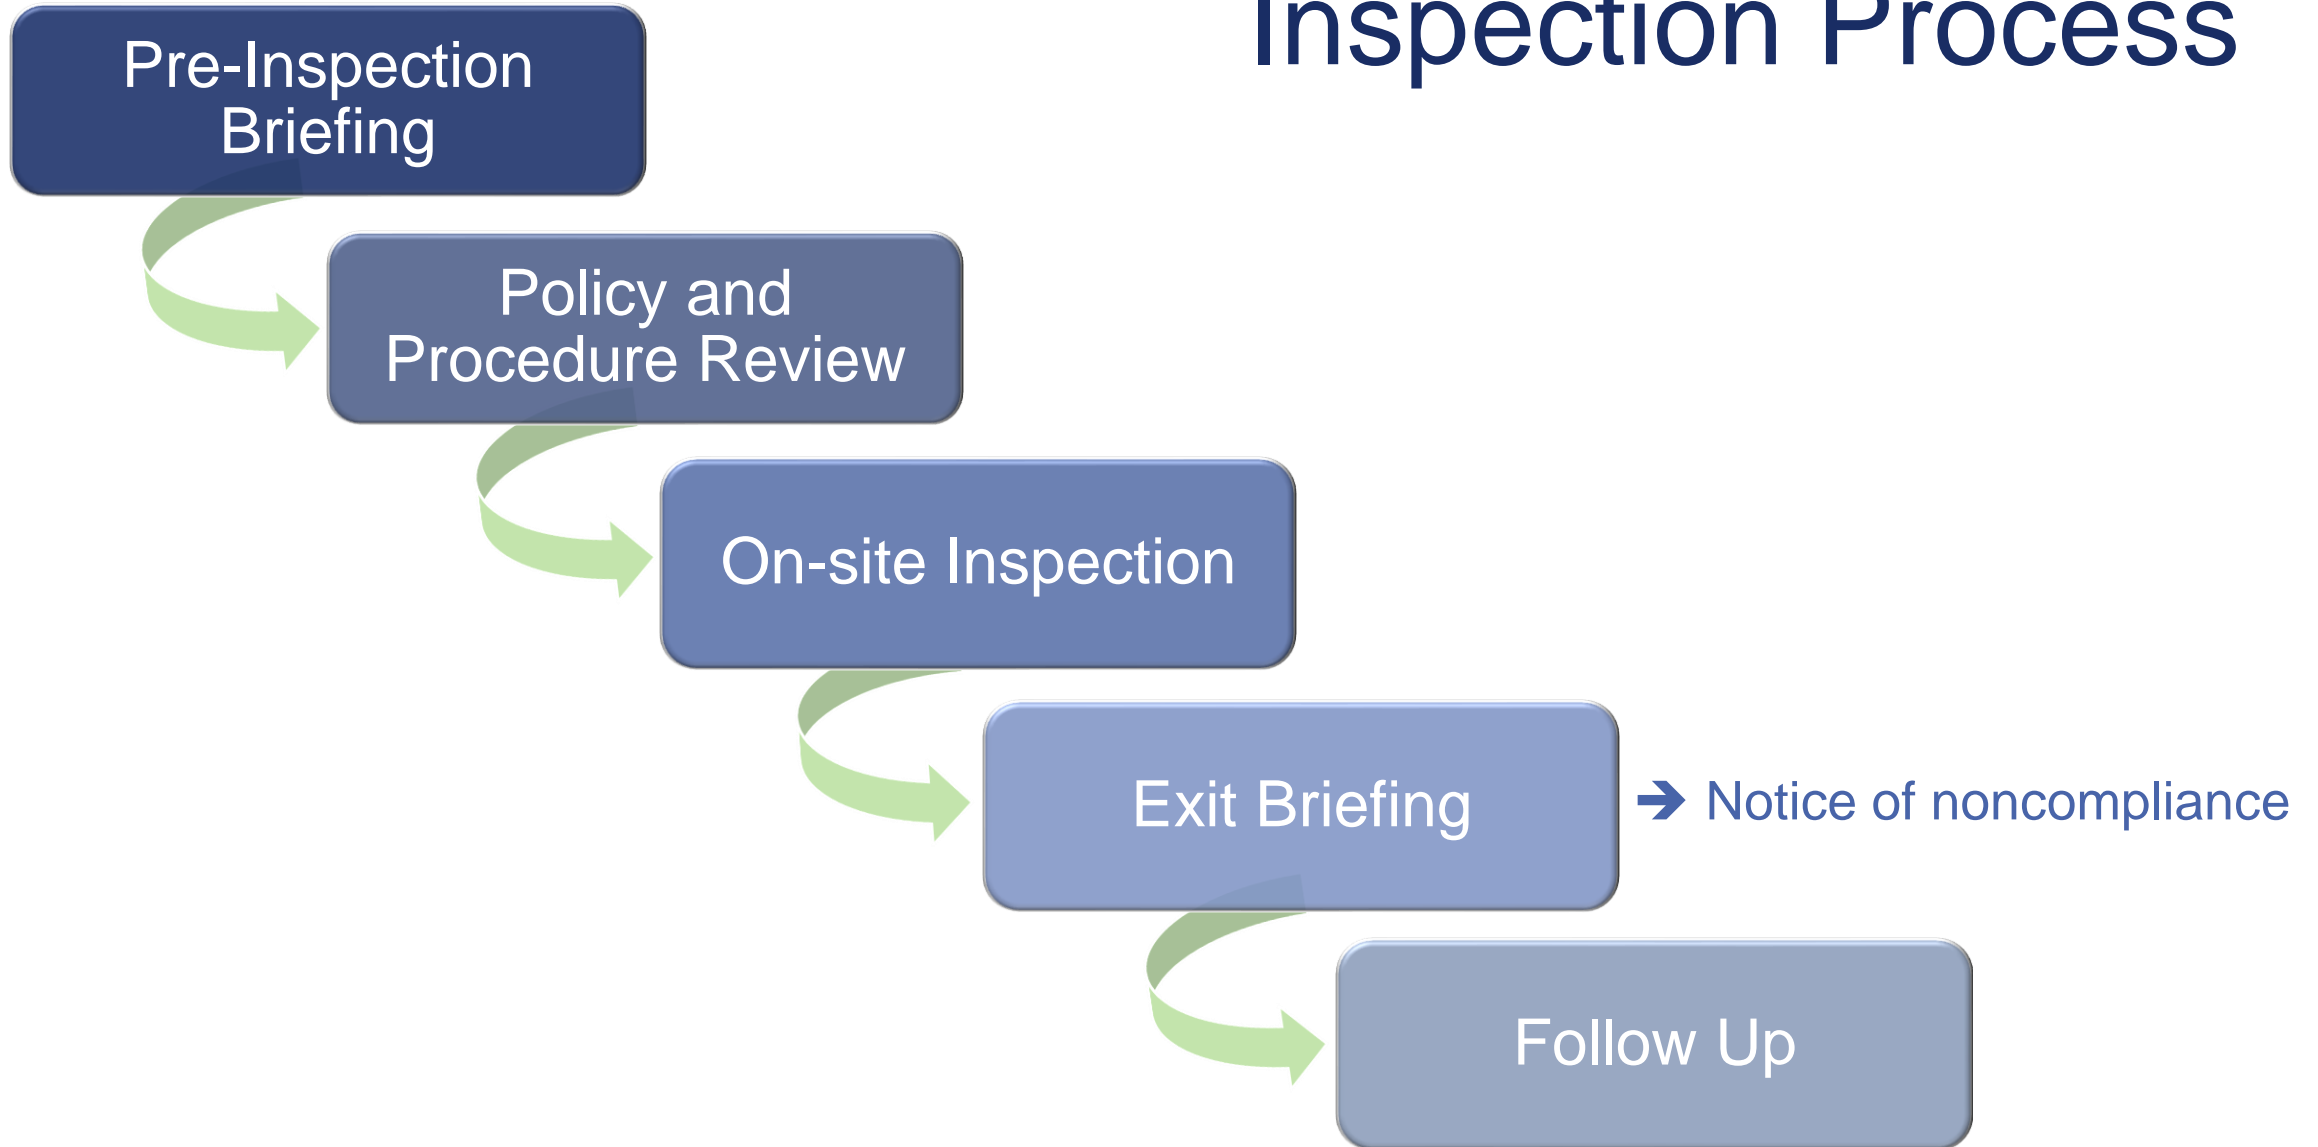 Inspection Process
Pre-Inspection
Briefing
Policy and
Procedure Review
On-site Inspection
Exit Briefing
➔ Notice of noncompliance
Follow Up